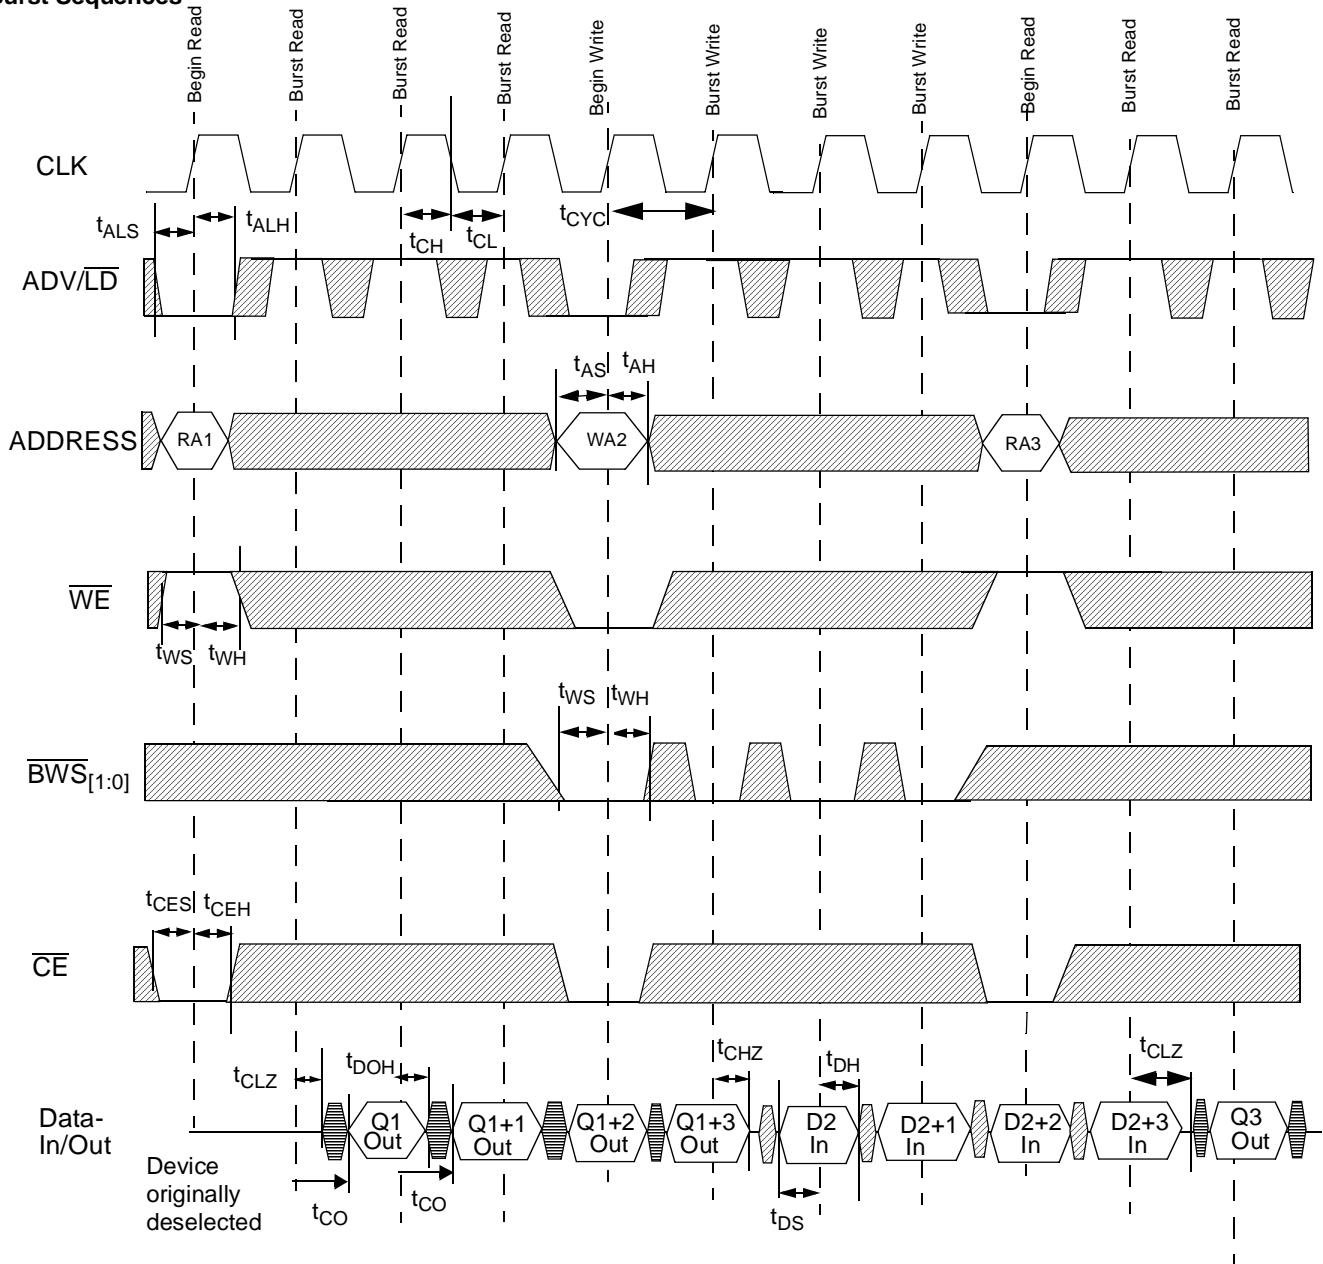 Burst Sequences
Begin Read
Burst Read
Burst Read
Burst Read
Begin Write
Burst Write
Burst Write
Burst Write
Begin Read
Burst Read
Burst Read
CLK
tALS
tALH
tCH
tCL
tCYC
ADV/LD
tAS
tAH
ADDRESS
RA1
WA2
RA3
WE
tWS
tWH
tWS
tWH
BWS[1:0]
tCES
tCEH
CE
tCLZ
tDOH
tCHZ
tDH
tCLZ
Data-
In/Out
Q1
Out
Q1+1
Out
Q1+2
Out
Q1+3
Out
D2
In
D2+1
In
D2+2
In
D2+3
In
Q3
Out
Device
originally
deselected
tCO
tCO
tDS